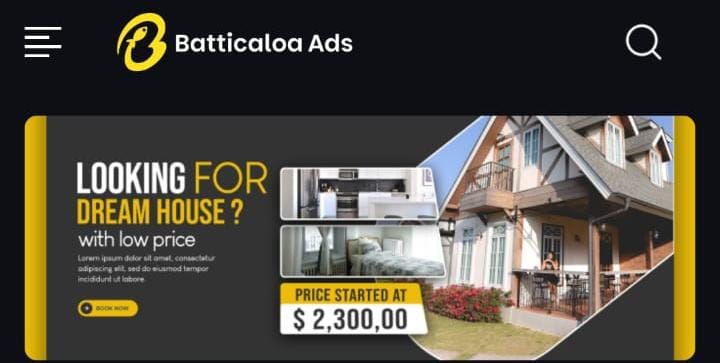 Batticaloa Ads
LOOKING FOR
DREAM HOUSE ?
with low price
Lorem ipsum dolor sit amet, consectetur
adipiscing elit, sed do eiusmod tempor
incididunt ut labore.
BOOK NOW
PRICE STARTED AT
$ 2,300,00